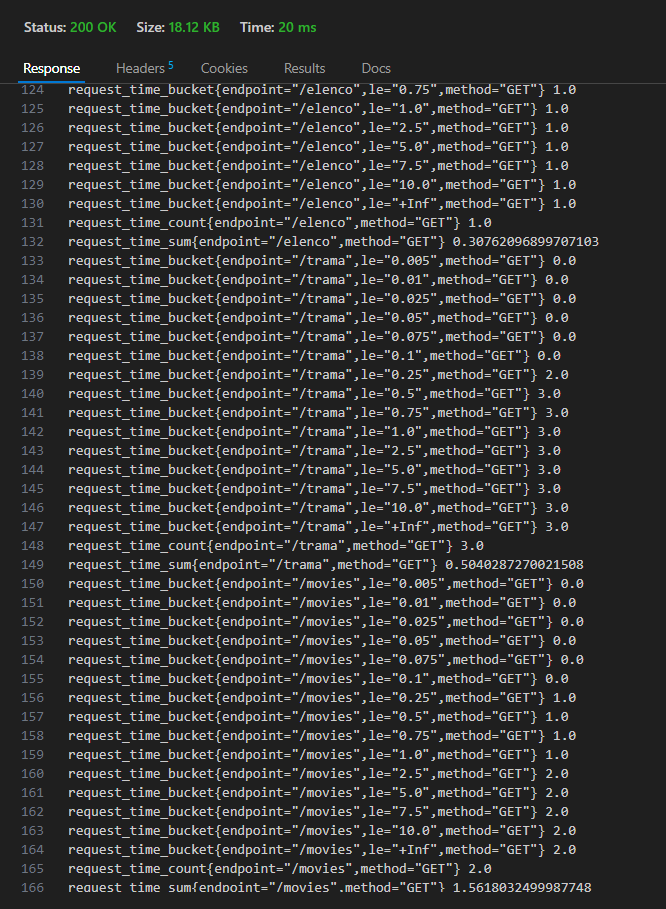 Status: 200 OK Size: 18.12 KB Time: 20 ms
Response Headers 5 Cookies Results Docs
124 request_time_bucket{endpoint="/elenco",le="0.75",method="GET"} 1.0
125 request_time_bucket{endpoint="/elenco",le="1.0",method="GET"} 1.0
126 request_time_bucket{endpoint="/elenco",le="2.5",method="GET"} 1.0
127 request_time_bucket{endpoint="/elenco",le="5.0",method="GET"} 1.0
128 request_time_bucket{endpoint="/elenco",le="7.5",method="GET"} 1.0
129 request_time_bucket{endpoint="/elenco",le="10.0",method="GET"} 1.0
130 request_time_bucket{endpoint="/elenco",le="+Inf",method="GET"} 1.0
131 request_time_count{endpoint="/elenco",method="GET"} 1.0
132 request_time_sum{endpoint="/elenco",method="GET"} 0.30762096899707103
133 request_time_bucket{endpoint="/trama",le="0.005",method="GET"} 0.0
134 request_time_bucket{endpoint="/trama",le="0.01",method="GET"} 0.0
135 request_time_bucket{endpoint="/trama",le="0.025",method="GET"} 0.0
136 request_time_bucket{endpoint="/trama",le="0.05",method="GET"} 0.0
137 request_time_bucket{endpoint="/trama",le="0.075",method="GET"} 0.0
138 request_time_bucket{endpoint="/trama",le="0.1",method="GET"} 0.0
139 request_time_bucket{endpoint="/trama",le="0.25",method="GET"} 2.0
140 request_time_bucket{endpoint="/trama",le="0.5",method="GET"} 3.0
141 request_time_bucket{endpoint="/trama",le="0.75",method="GET"} 3.0
142 request_time_bucket{endpoint="/trama",le="1.0",method="GET"} 3.0
143 request_time_bucket{endpoint="/trama",le="2.5",method="GET"} 3.0
144 request_time_bucket{endpoint="/trama",le="5.0",method="GET"} 3.0
145 request_time_bucket{endpoint="/trama",le="7.5",method="GET"} 3.0
146 request_time_bucket{endpoint="/trama",le="10.0",method="GET"} 3.0
147 request_time_bucket{endpoint="/trama",le="+Inf",method="GET"} 3.0
148 request_time_count{endpoint="/trama",method="GET"} 3.0
149 request_time_sum{endpoint="/trama",method="GET"} 0.5040287270021508
150 request_time_bucket{endpoint="/movies",le="0.005",method="GET"} 0.0
151 request_time_bucket{endpoint="/movies",le="0.01",method="GET"} 0.0
152 request_time_bucket{endpoint="/movies",le="0.025",method="GET"} 0.0
153 request_time_bucket{endpoint="/movies",le="0.05",method="GET"} 0.0
154 request_time_bucket{endpoint="/movies",le="0.075",method="GET"} 0.0
155 request_time_bucket{endpoint="/movies",le="0.1",method="GET"} 0.0
156 request_time_bucket{endpoint="/movies",le="0.25",method="GET"} 1.0
157 request_time_bucket{endpoint="/movies",le="0.5",method="GET"} 1.0
158 request_time_bucket{endpoint="/movies",le="0.75",method="GET"} 1.0
159 request_time_bucket{endpoint="/movies",le="1.0",method="GET"} 1.0
160 request_time_bucket{endpoint="/movies",le="2.5",method="GET"} 2.0
161 request_time_bucket{endpoint="/movies",le="5.0",method="GET"} 2.0
162 request_time_bucket{endpoint="/movies",le="7.5",method="GET"} 2.0
163 request_time_bucket{endpoint="/movies",le="10.0",method="GET"} 2.0
164 request_time_bucket{endpoint="/movies",le="+Inf",method="GET"} 2.0
165 request_time_count{endpoint="/movies",method="GET"} 2.0
166 request_time_sum{endpoint="/movies",method="GET"} 1.5618032499987748